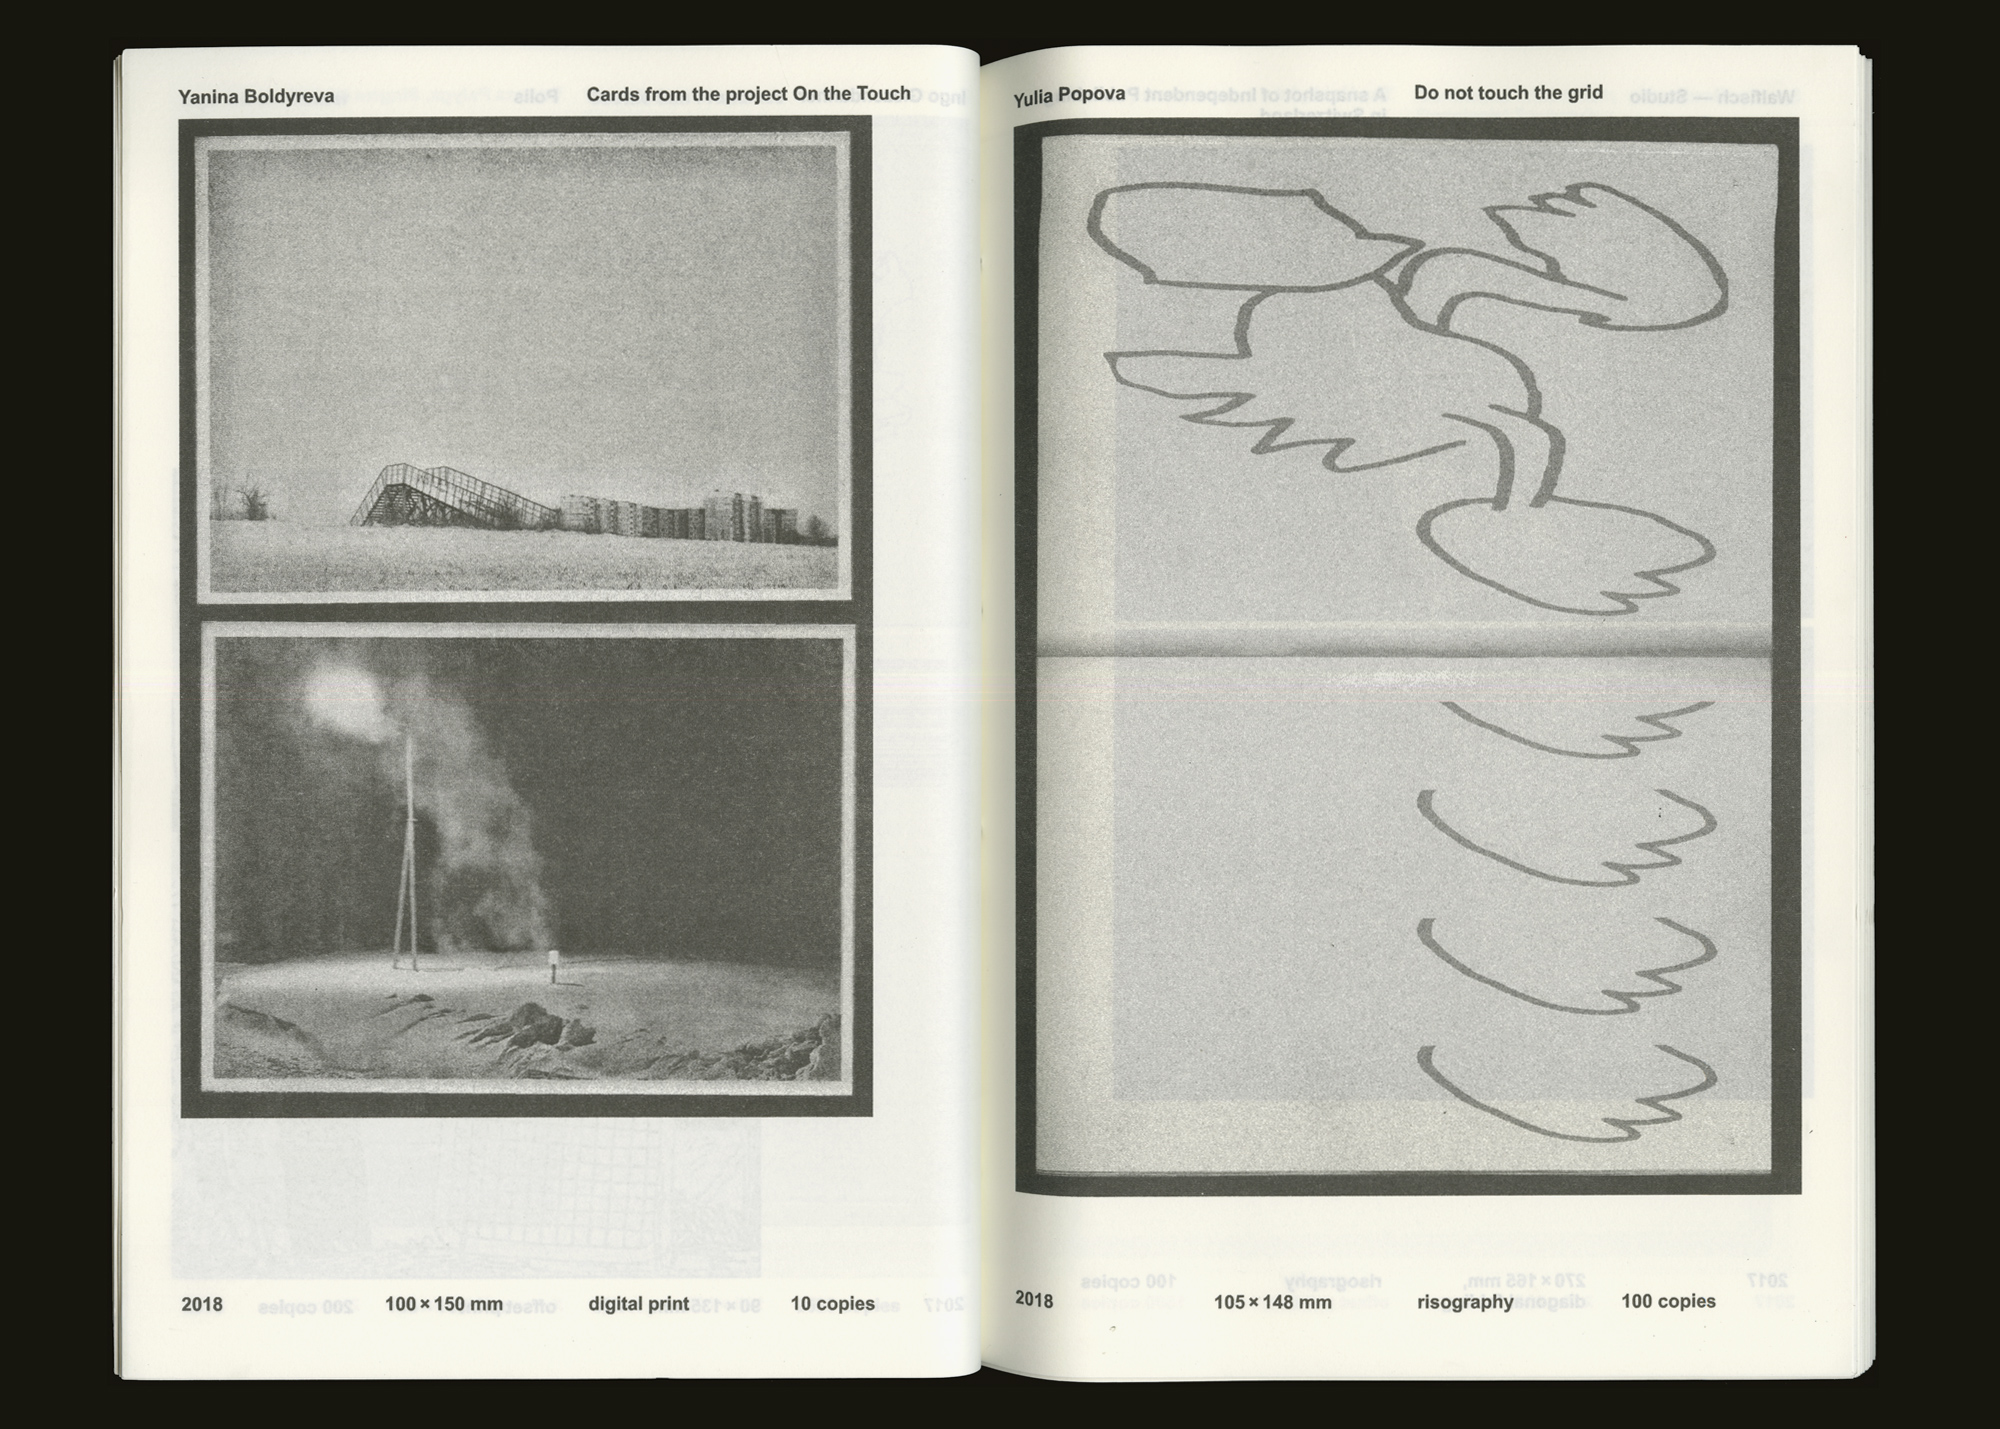 Yanina Boldyreva
Cards from the project On the Touch
2018
100 × 150 mm
digital print
10 copies
Yulia Popova
Do not touch the grid
2018
105 × 148 mm
risography
100 copies